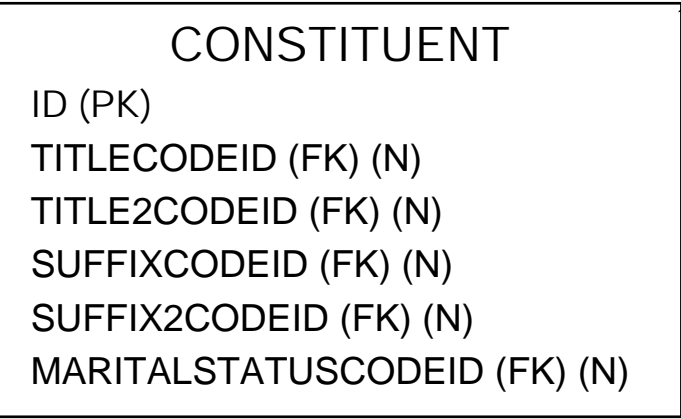 CONSTITUENT
ID (PK)
TITLECODEID (FK) (N)
TITLE2CODEID (FK) (N)
SUFFIXCODEID (FK) (N)
SUFFIX2CODEID (FK) (N)
MARITALSTATUSCODEID (FK) (N)